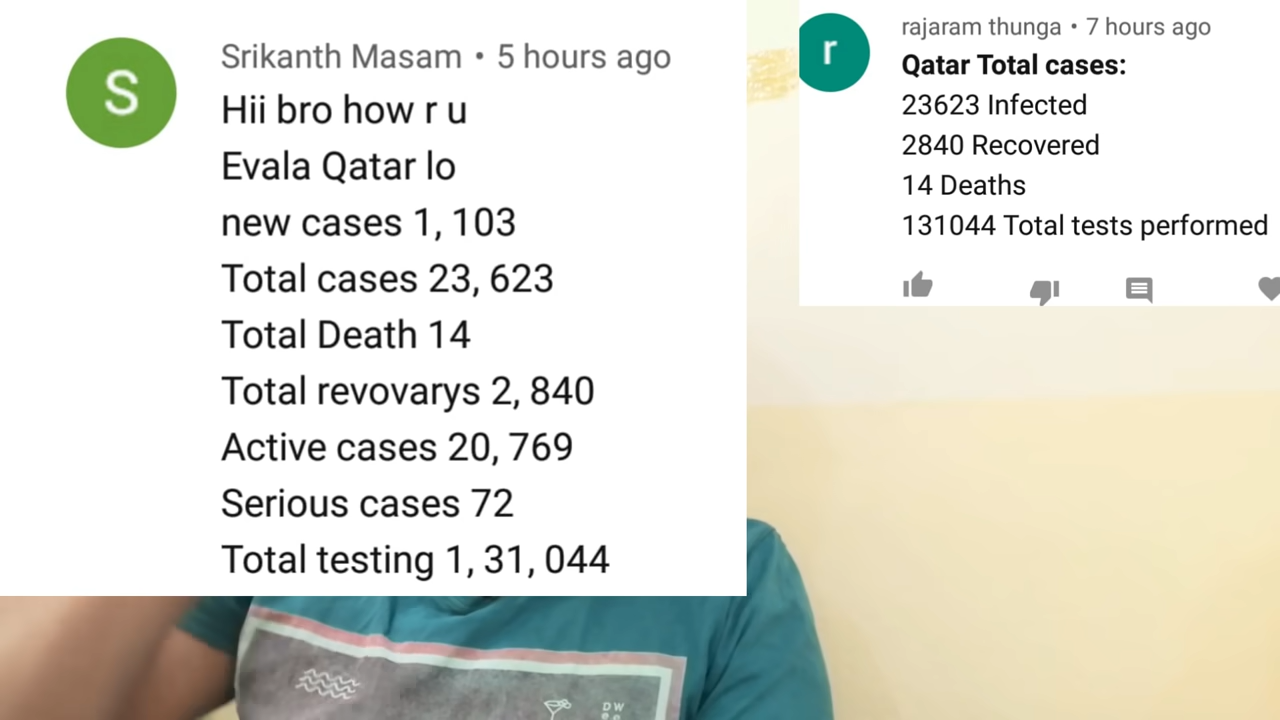 S
Srikanth Masam • 5 hours ago
Hii bro how r u
Evala Qatar lo
new cases 1, 103
Total cases 23, 623
Total Death 14
Total revovarys 2, 840
Active cases 20, 769
Serious cases 72
Total testing 1, 31, 044
r
rajaram thunga • 7 hours ago
Qatar Total cases:
23623 Infected
2840 Recovered
14 Deaths
131044 Total tests performed
DW